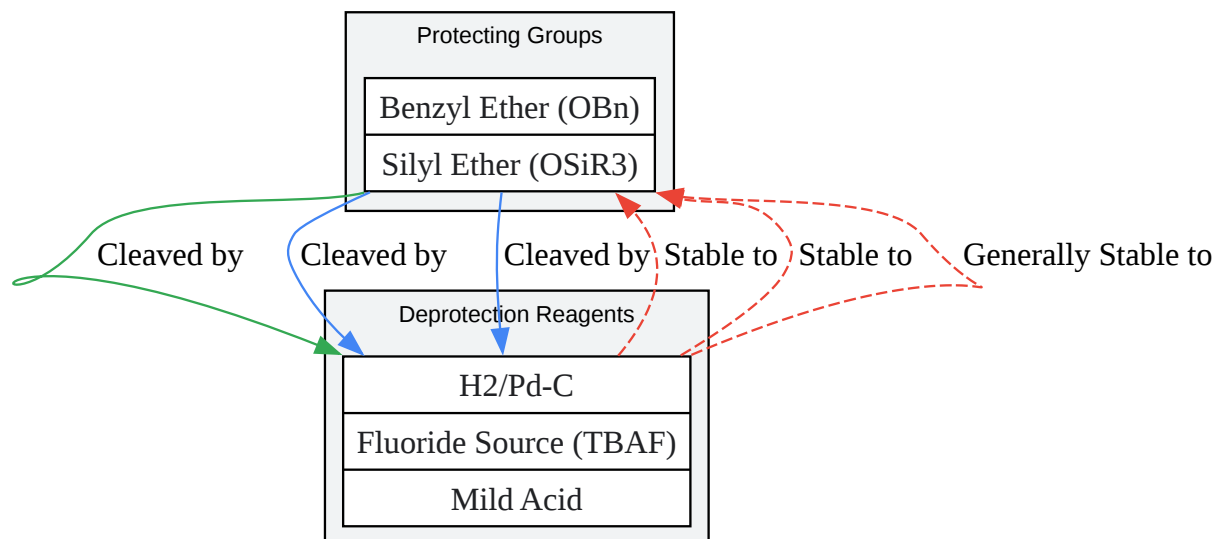 Protecting Groups
Benzyl Ether (OBn)
Silyl Ether (OSiR3)
Cleaved by
Cleaved by
Cleaved by
Stable to
Stable to
Generally Stable to
Deprotection Reagents
H2/Pd-C
Fluoride Source (TBAF)
Mild Acid